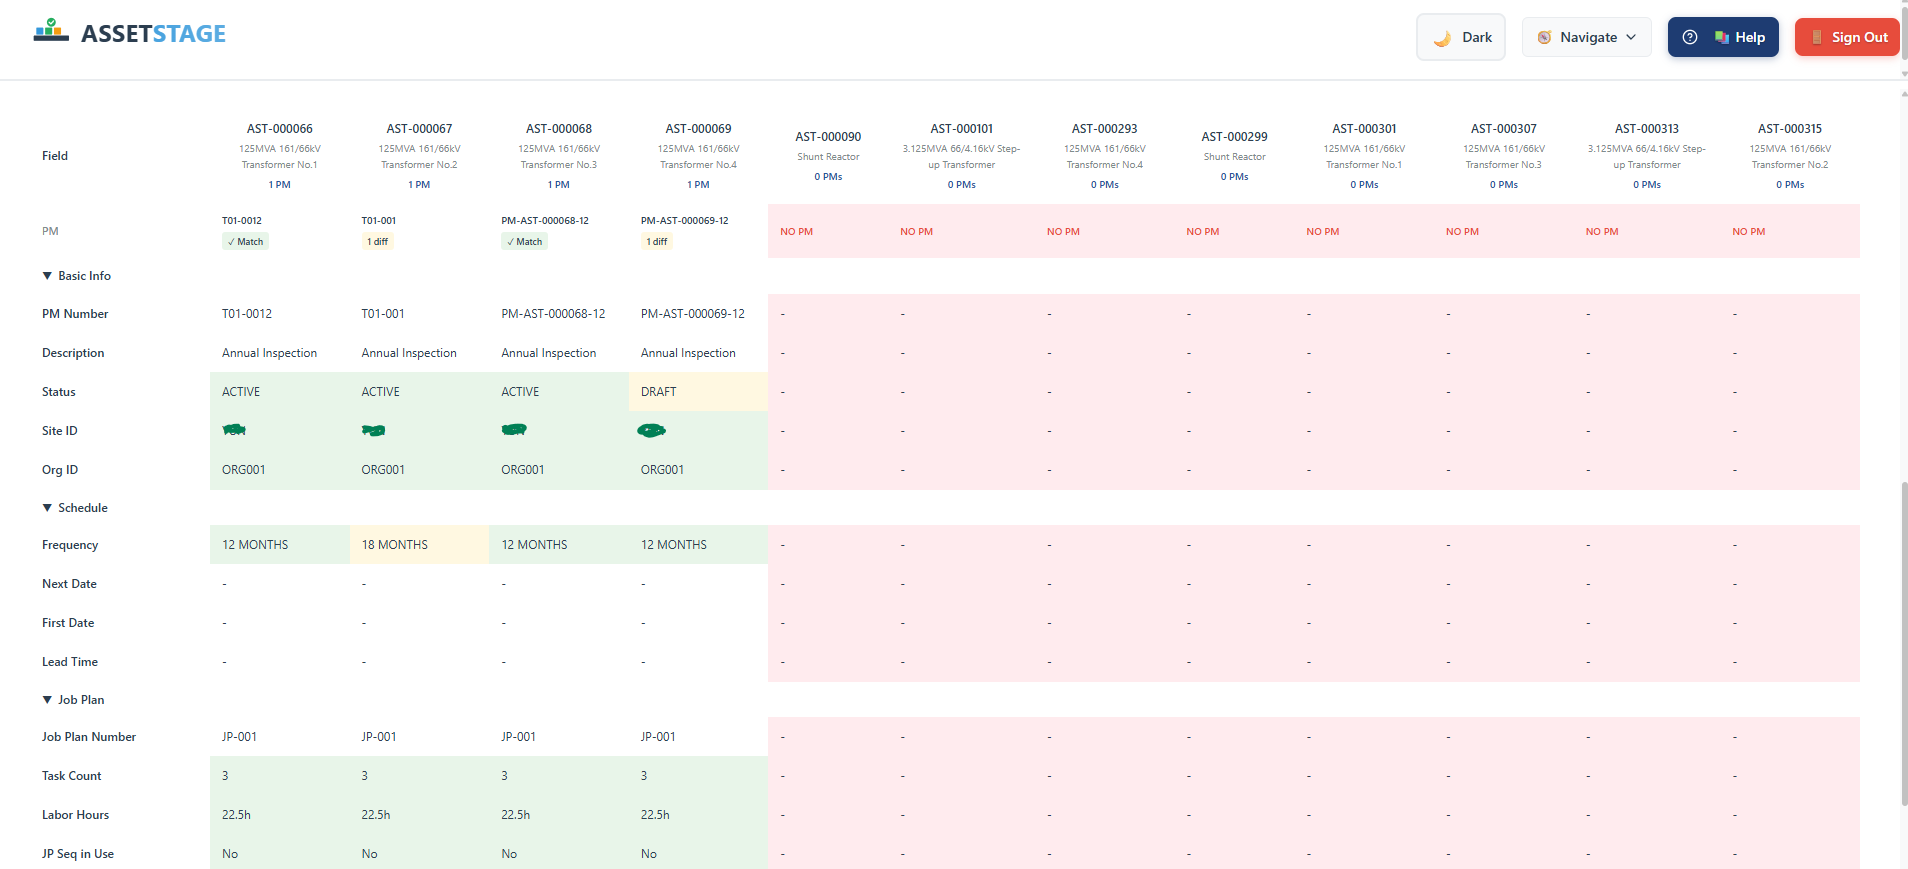 ASSETSTAGE
Dark
Navigate
Help
Sign Out
Field
AST-000066
125MVA 161/66kV
Transformer No.1
1 PM
AST-000067
125MVA 161/66kV
Transformer No.2
1 PM
AST-000068
125MVA 161/66kV
Transformer No.3
1 PM
AST-000069
125MVA 161/66kV
Transformer No.4
1 PM
AST-000090
Shunt Reactor
0 PMs
AST-000101
3.125MVA 66/4.16kV Step-
up Transformer
0 PMs
AST-000293
125MVA 161/66kV
Transformer No.4
0 PMs
AST-000299
Shunt Reactor
0 PMs
AST-000301
125MVA 161/66kV
Transformer No.1
0 PMs
AST-000307
125MVA 161/66kV
Transformer No.3
0 PMs
AST-000313
3.125MVA 66/4.16kV Step-
up Transformer
0 PMs
AST-000315
125MVA 161/66kV
Transformer No.2
0 PMs
PM
T01-0012
✓ Match
T01-001
1 diff
PM-AST-000068-12
✓ Match
PM-AST-000069-12
1 diff
NO PM NO PM NO PM NO PM NO PM NO PM NO PM NO PM
▼ Basic Info
PM Number T01-0012 T01-001 PM-AST-000068-12 PM-AST-000069-12 - - - - - - - -
Description Annual Inspection Annual Inspection Annual Inspection Annual Inspection - - - - - - - -
Status ACTIVE ACTIVE ACTIVE DRAFT - - - - - - - -
Site ID - - - - - - - -
Org ID ORG001 ORG001 ORG001 ORG001 - - - - - - - -
▼ Schedule
Frequency 12 MONTHS 18 MONTHS 12 MONTHS 12 MONTHS - - - - - - - -
Next Date - - - - - - - - - - - -
First Date - - - - - - - - - - - -
Lead Time - - - - - - - - - - - -
▼ Job Plan
Job Plan Number JP-001 JP-001 JP-001 JP-001 - - - - - - - -
Task Count 3 3 3 3 - - - - - - - -
Labor Hours 22.5h 22.5h 22.5h 22.5h - - - - - - - -
JP Seq in Use No No No No - - - - - - - -